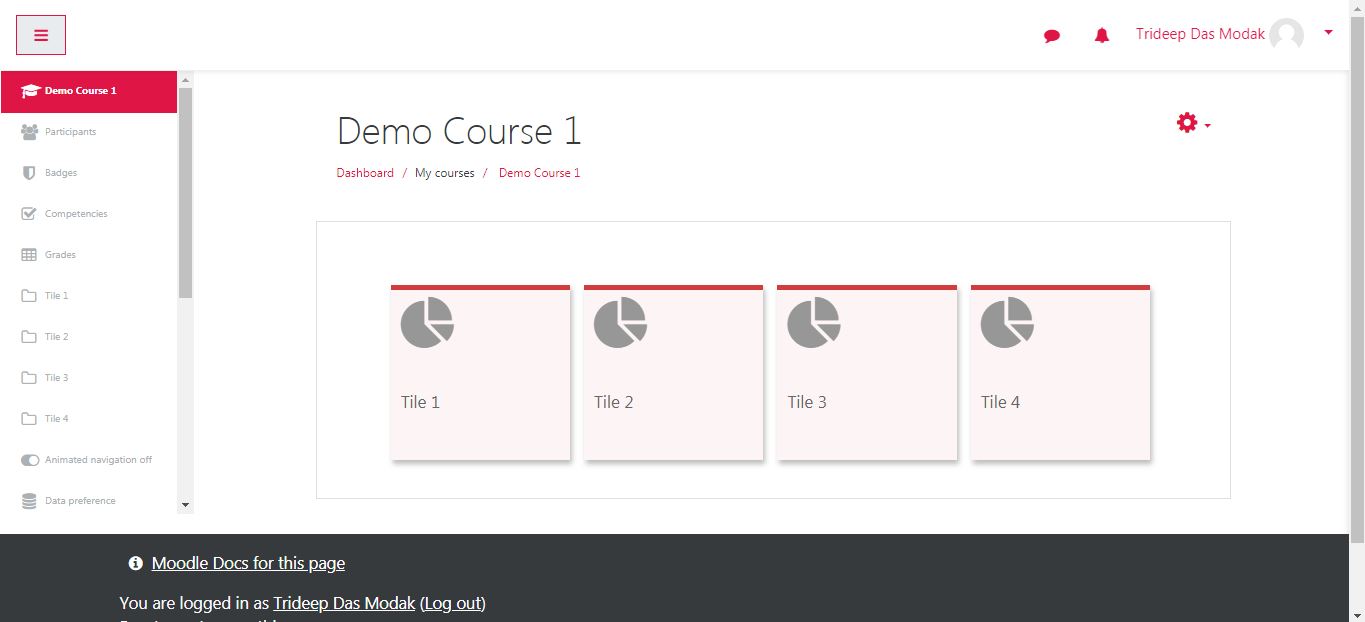 Trideep Das Modak
Demo Course 1
Participants
Badges
Competencies
Grades
Tile 1
Tile 2
Tile 3
Tile 4
Animated navigation off
Data preference
Demo Course 1
Dashboard / My courses / Demo Course 1
Tile 1 Tile 2 Tile 3 Tile 4
Moodle Docs for this page
You are logged in as Trideep Das Modak (Log out)